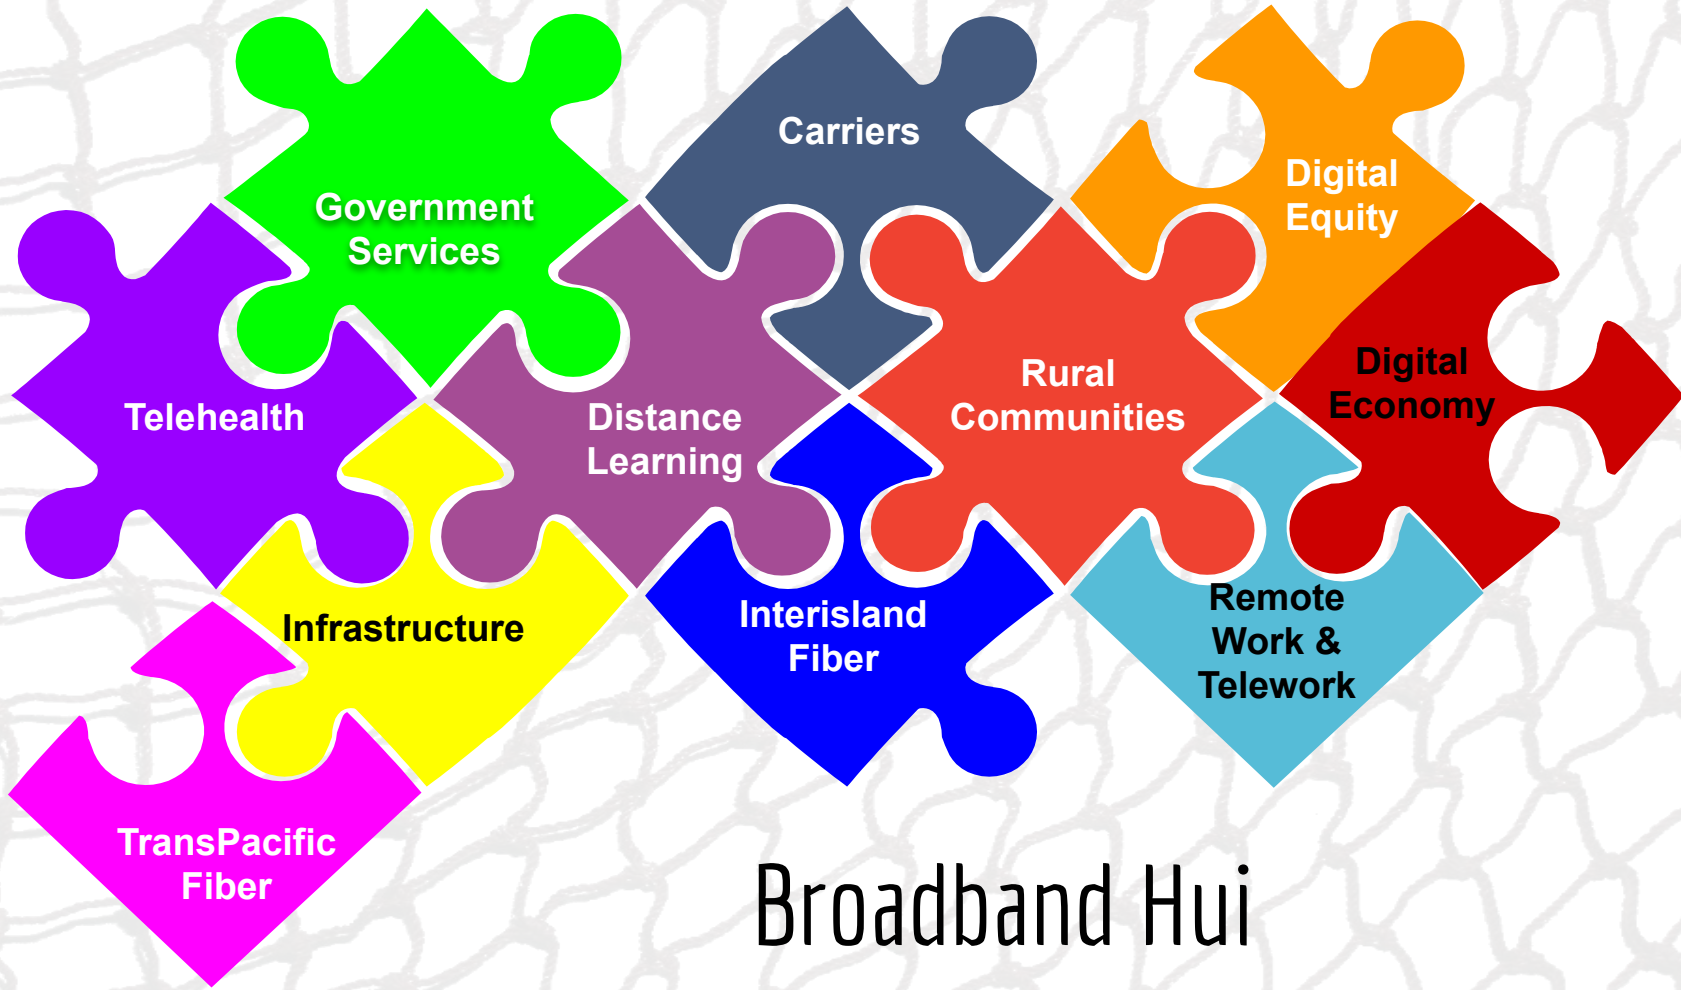 Carriers
Digital
Equity
Government
Services
Digital
Economy
Rural
Communities
Telehealth
Distance
Learning
Infrastructure
Interisland
Fiber
Remote
Work &
Telework
TransPacific
Fiber
Broadband Hui